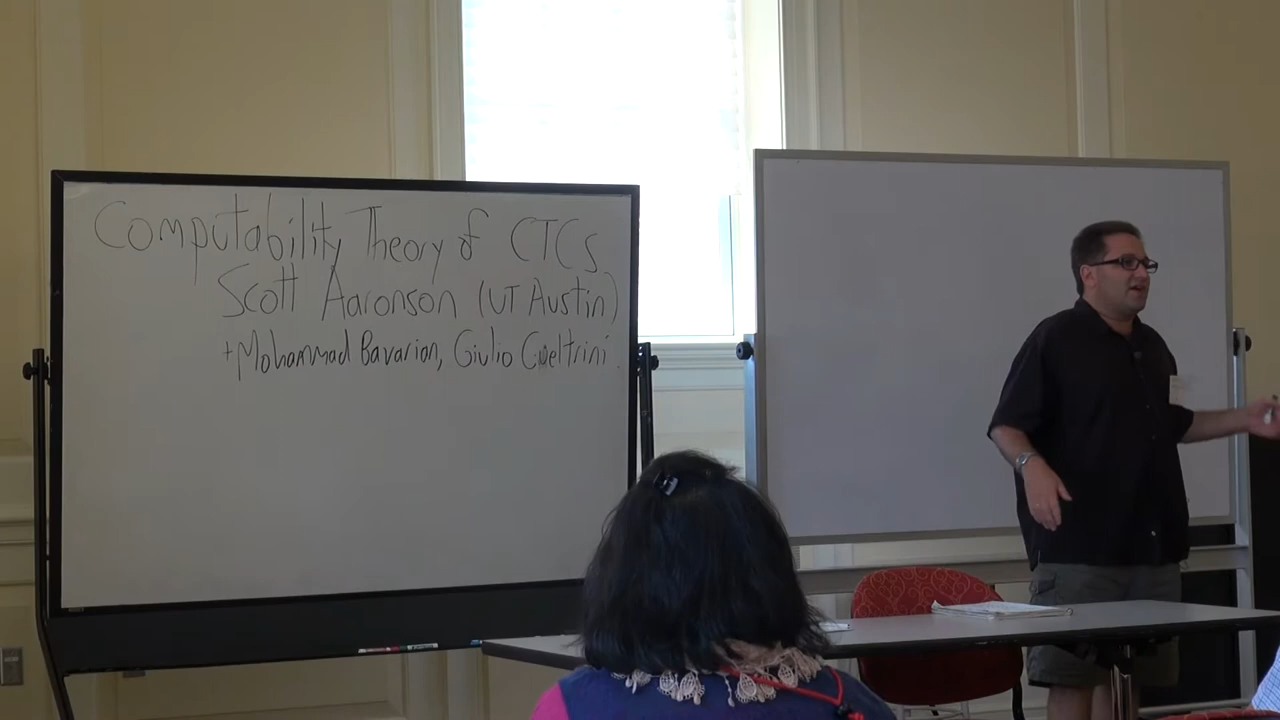 Computability Theory of CTCs
Scott Aaronson (UT Austin)
+Mohammad Bavarian, Giulio Gueltrini